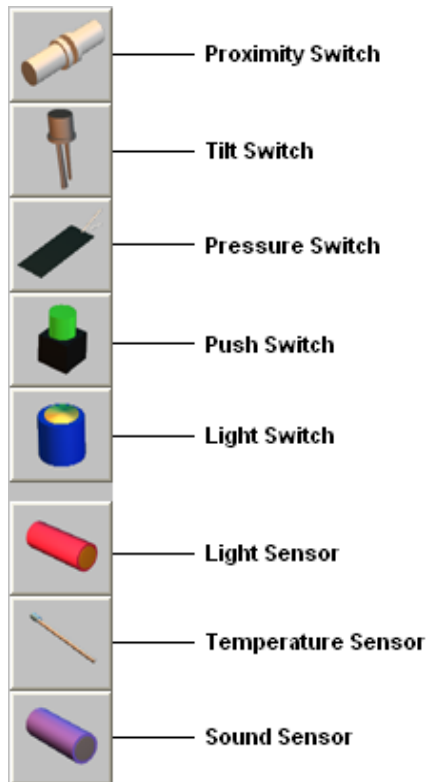 Proximity Switch
Tilt Switch
Pressure Switch
Push Switch
Light Switch
Light Sensor
Temperature Sensor
Sound Sensor